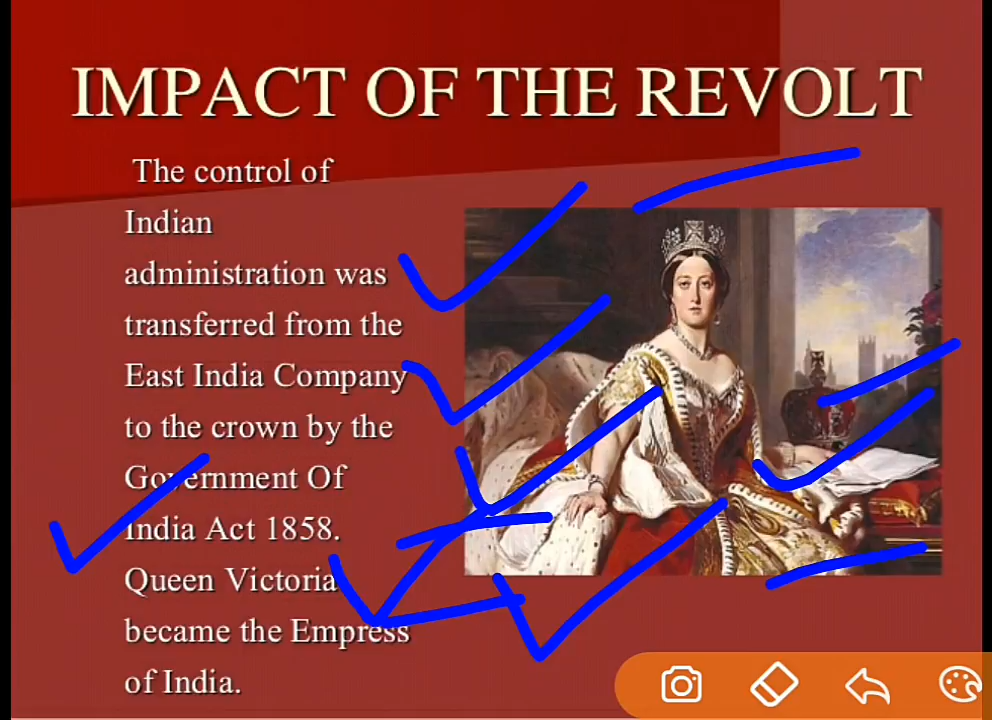 IMPACT OF THE REVOLT
The control of
Indian
administration was
transferred from the
East India Company
to the crown by the
Government Of
India Act 1858.
Queen Victoria
became the Empress
of India.